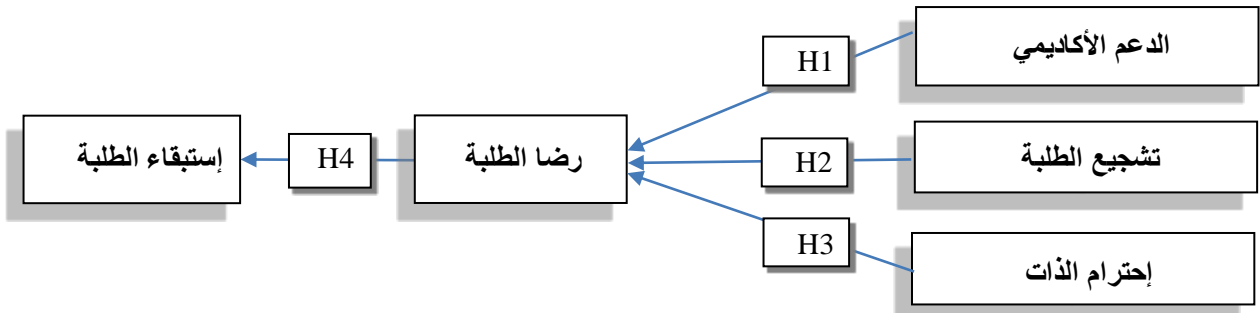 الدعم الأكاديمي
H1
تشجيع الطلبة
H2
رضا الطلبة
H4
إستبقاء الطلبة
H3
إحترام الذات